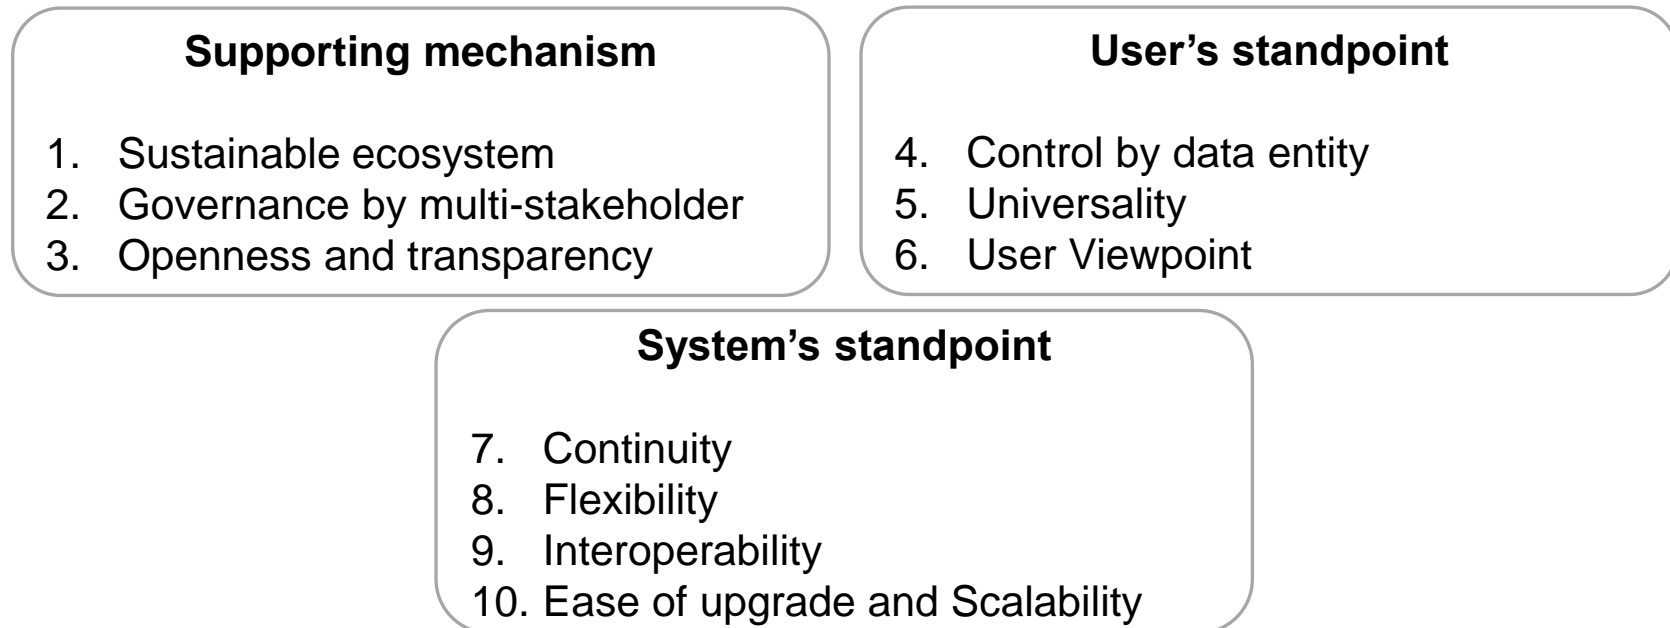 Supporting mechanism
1. Sustainable ecosystem
2. Governance by multi-stakeholder
3. Openness and transparency
User’s standpoint
4. Control by data entity
5. Universality
6. User Viewpoint
System’s standpoint
7. Continuity
8. Flexibility
9. Interoperability
10. Ease of upgrade and Scalability